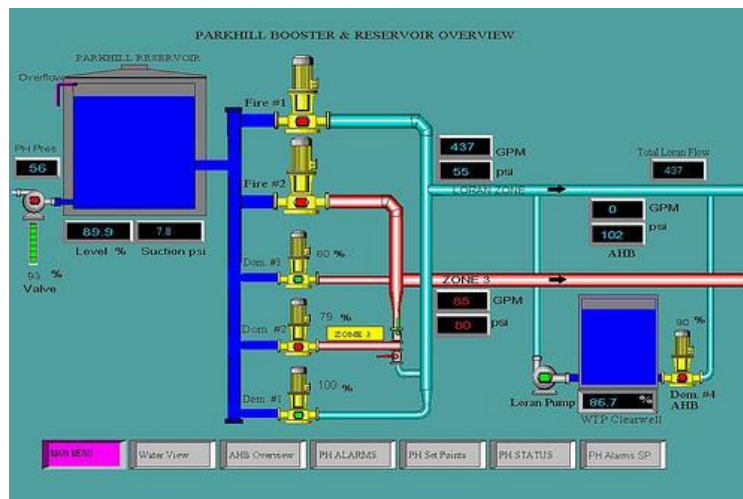 PARKHILL BOOSTER & RESERVOIR OVERVIEW
PARKHILL RESERVOIR
Overflow
PH Pres
56
93 %
Valve
89.9
Level %
7.8
Suction psi
Fire #1
Fire #2
Dom. #3
80 %
Dom. #2
79 %
ZONE 3
Dom. #1
100 %
437 GPM
55 psi
LORAN ZONE
Total Loran Flow
437
0 GPM
102 psi
AHB
ZONE 3
85 GPM
80 psi
Loran Pump
86.7 %
WTP Clearwell
90 %
Dom. #4
AHB
MAIN MENU
Water View
AHB Overview
PH ALARMS
PH Set Points
PH STATUS
PH Alarms SP